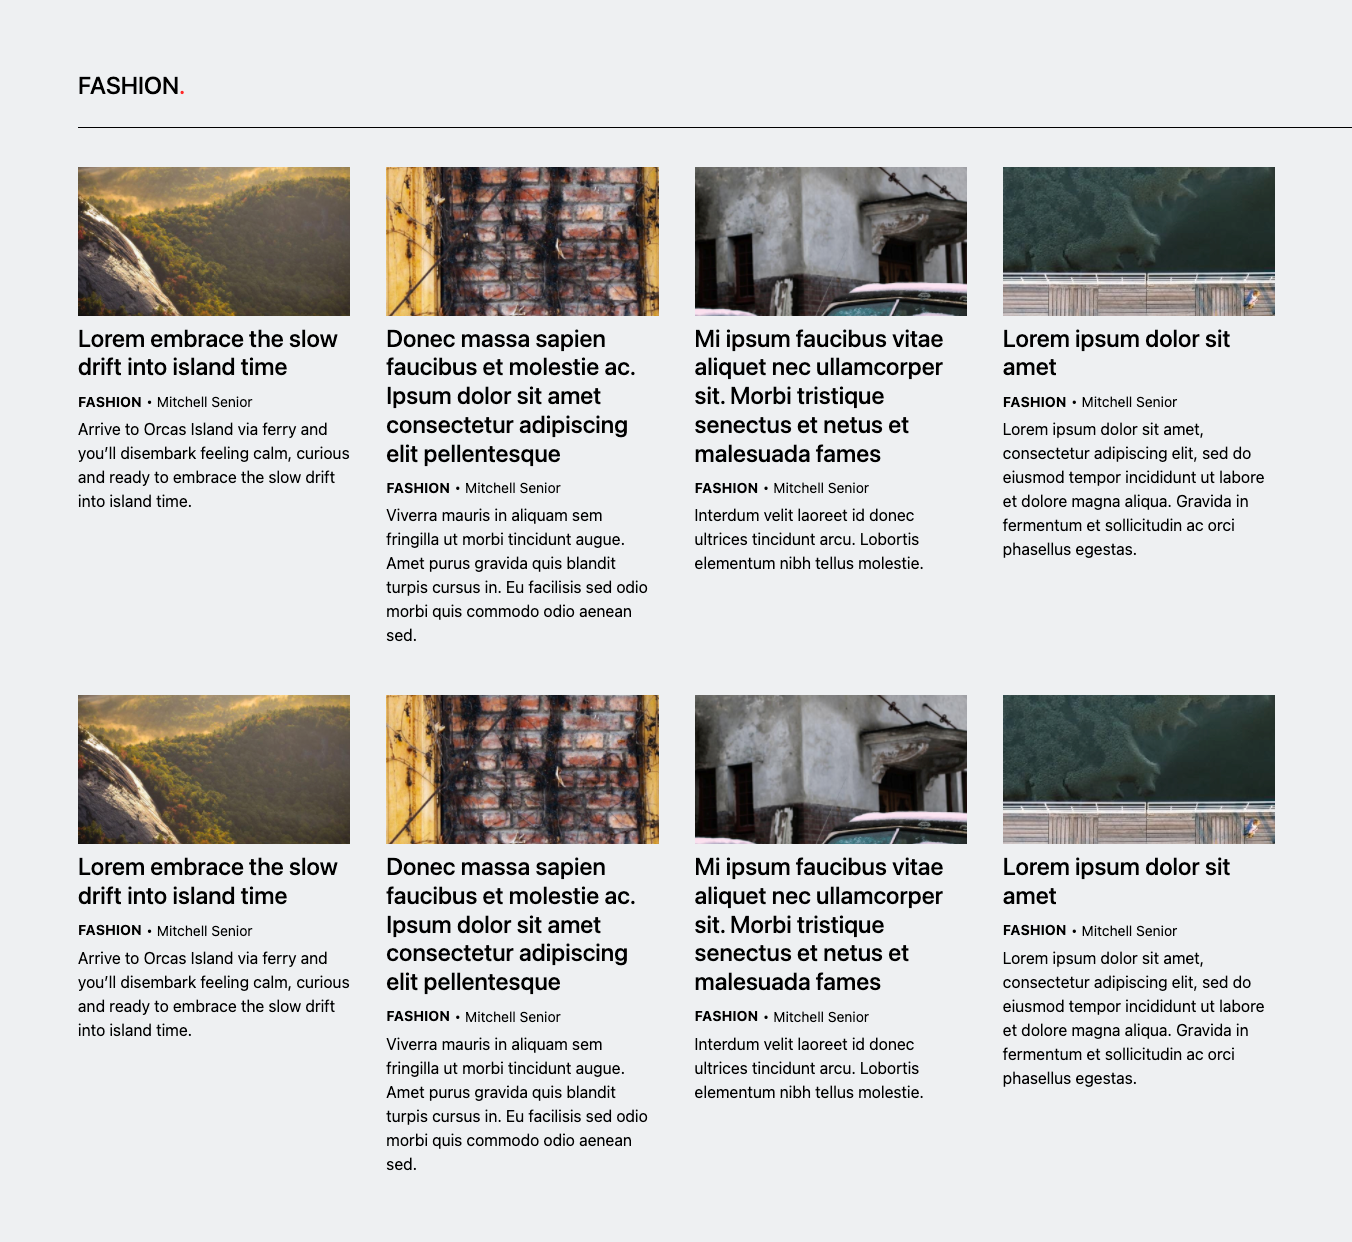 FASHION.
Lorem embrace the slow
drift into island time
FASHION • Mitchell Senior
Arrive to Orcas Island via ferry and
you’ll disembark feeling calm, curious
and ready to embrace the slow drift
into island time.
Donec massa sapien
faucibus et molestie ac.
Ipsum dolor sit amet
consectetur adipiscing
elit pellentesque
FASHION • Mitchell Senior
Viverra mauris in aliquam sem
fringilla ut morbi tincidunt augue.
Amet purus gravida quis blandit
turpis cursus in. Eu facilisis sed odio
morbi quis commodo odio aenean
sed.
Mi ipsum faucibus vitae
aliquet nec ullamcorper
sit. Morbi tristique
senectus et netus et
malesuada fames
FASHION • Mitchell Senior
Interdum velit laoreet id donec
ultrices tincidunt arcu. Lobortis
elementum nibh tellus molestie.
Lorem ipsum dolor sit
amet
FASHION • Mitchell Senior
Lorem ipsum dolor sit amet,
consectetur adipiscing elit, sed do
eiusmod tempor incididunt ut labore
et dolore magna aliqua. Gravida in
fermentum et sollicitudin ac orci
phasellus egestas.
Lorem embrace the slow
drift into island time
FASHION • Mitchell Senior
Arrive to Orcas Island via ferry and
you’ll disembark feeling calm, curious
and ready to embrace the slow drift
into island time.
Donec massa sapien
faucibus et molestie ac.
Ipsum dolor sit amet
consectetur adipiscing
elit pellentesque
FASHION • Mitchell Senior
Viverra mauris in aliquam sem
fringilla ut morbi tincidunt augue.
Amet purus gravida quis blandit
turpis cursus in. Eu facilisis sed odio
morbi quis commodo odio aenean
sed.
Mi ipsum faucibus vitae
aliquet nec ullamcorper
sit. Morbi tristique
senectus et netus et
malesuada fames
FASHION • Mitchell Senior
Interdum velit laoreet id donec
ultrices tincidunt arcu. Lobortis
elementum nibh tellus molestie.
Lorem ipsum dolor sit
amet
FASHION • Mitchell Senior
Lorem ipsum dolor sit amet,
consectetur adipiscing elit, sed do
eiusmod tempor incididunt ut labore
et dolore magna aliqua. Gravida in
fermentum et sollicitudin ac orci
phasellus egestas.